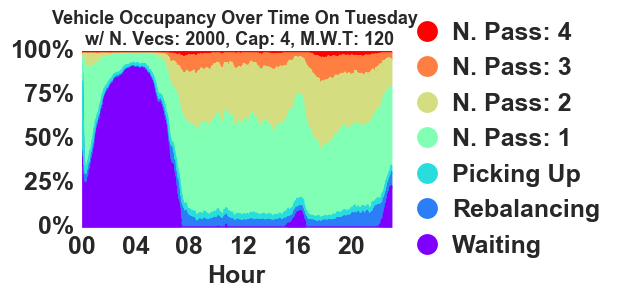 Vehicle Occupancy Over Time On Tuesday
w/ N. Vecs: 2000, Cap: 4, M.W.T: 120
100%
75%
50%
25%
0%
00 04 08 12 16 20
Hour
N. Pass: 4
N. Pass: 3
N. Pass: 2
N. Pass: 1
Picking Up
Rebalancing
Waiting